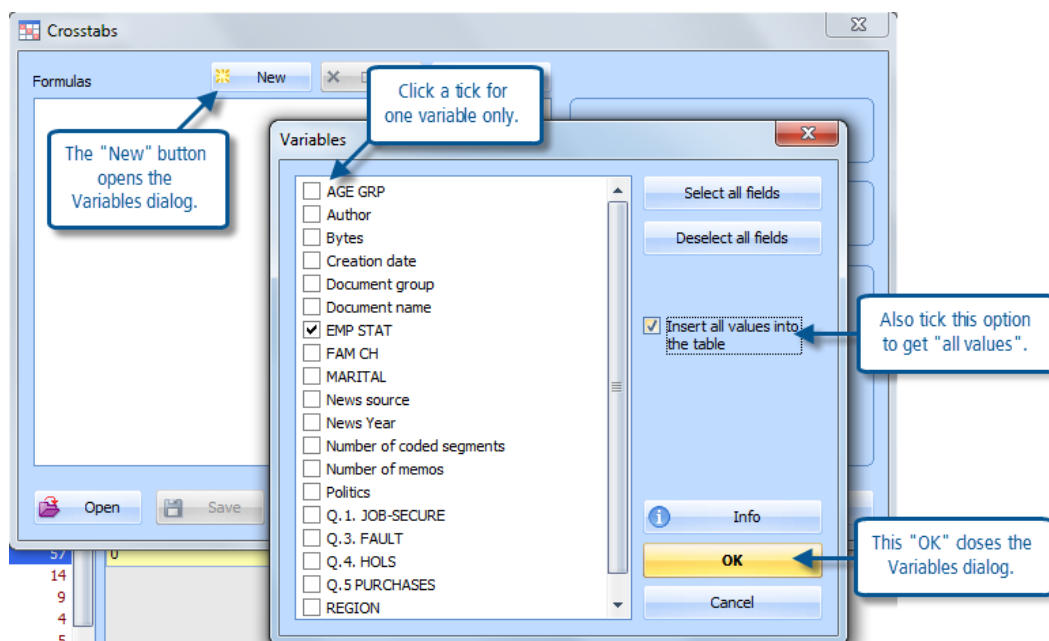 Crosstabs
Formulas
New
Click a tick for
one variable only.
The "New" button
opens the
Variables dialog.
Variables
AGE GRP
Author
Bytes
Creation date
Document group
Document name
EMP STAT
FAM CH
MARITAL
News source
News Year
Number of coded segments
Number of memos
Politics
Q.1. JOB-SECURE
Q.3. FAULT
Q.4. HOLS
Q.5 PURCHASES
REGION
Select all fields
Deselect all fields
Insert all values into
the table
Also tick this option
to get "all values".
Info
OK
Cancel
This "OK" closes the
Variables dialog.
Open
Save
57
0
14
9
4